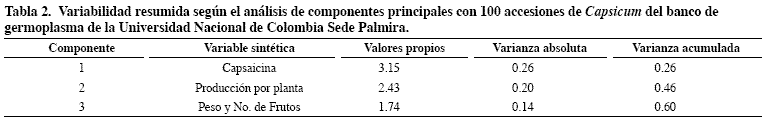 Tabla 2. Variabilidad resumida según el análisis de componentes principales con 100 accesiones de Capsicum del banco de
germoplasma de la Universidad Nacional de Colombia Sede Palmira.
Componente Variable sintética Valores propios Varianza absoluta Varianza acumulada
1 Capsaicina 3.15 0.26 0.26
2 Producción por planta 2.43 0.20 0.46
3 Peso y No. de Frutos 1.74 0.14 0.60